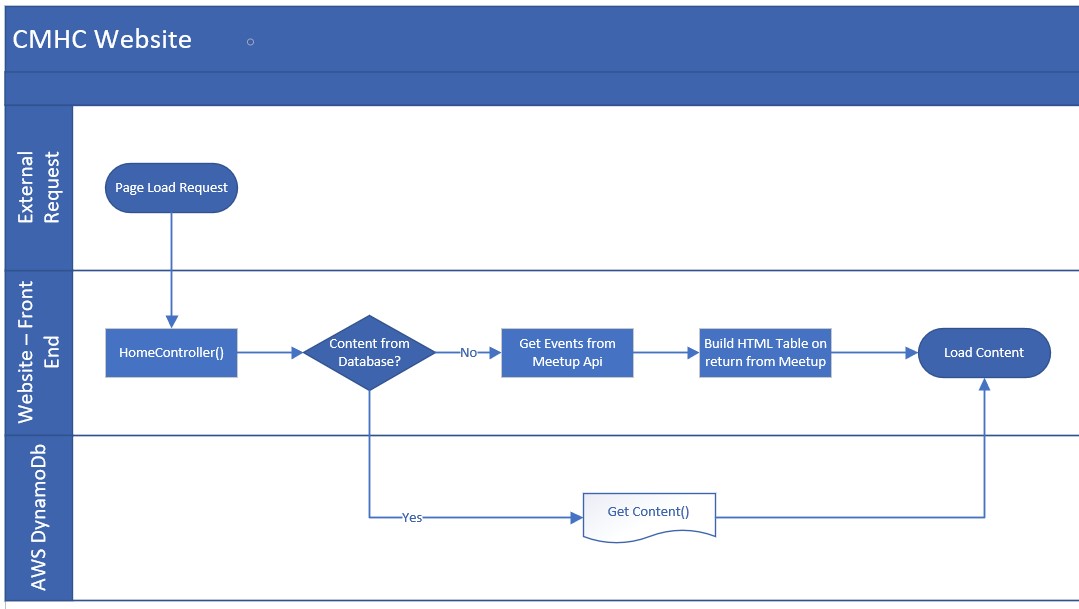 CMHC Website
External
Request
Page Load Request
Website – Front
End
HomeController()
Content from
Database?
No
Get Events from
Meetup Api
Build HTML Table on
return from Meetup
Load Content
AWS DynamoDb
Yes
Get Content()